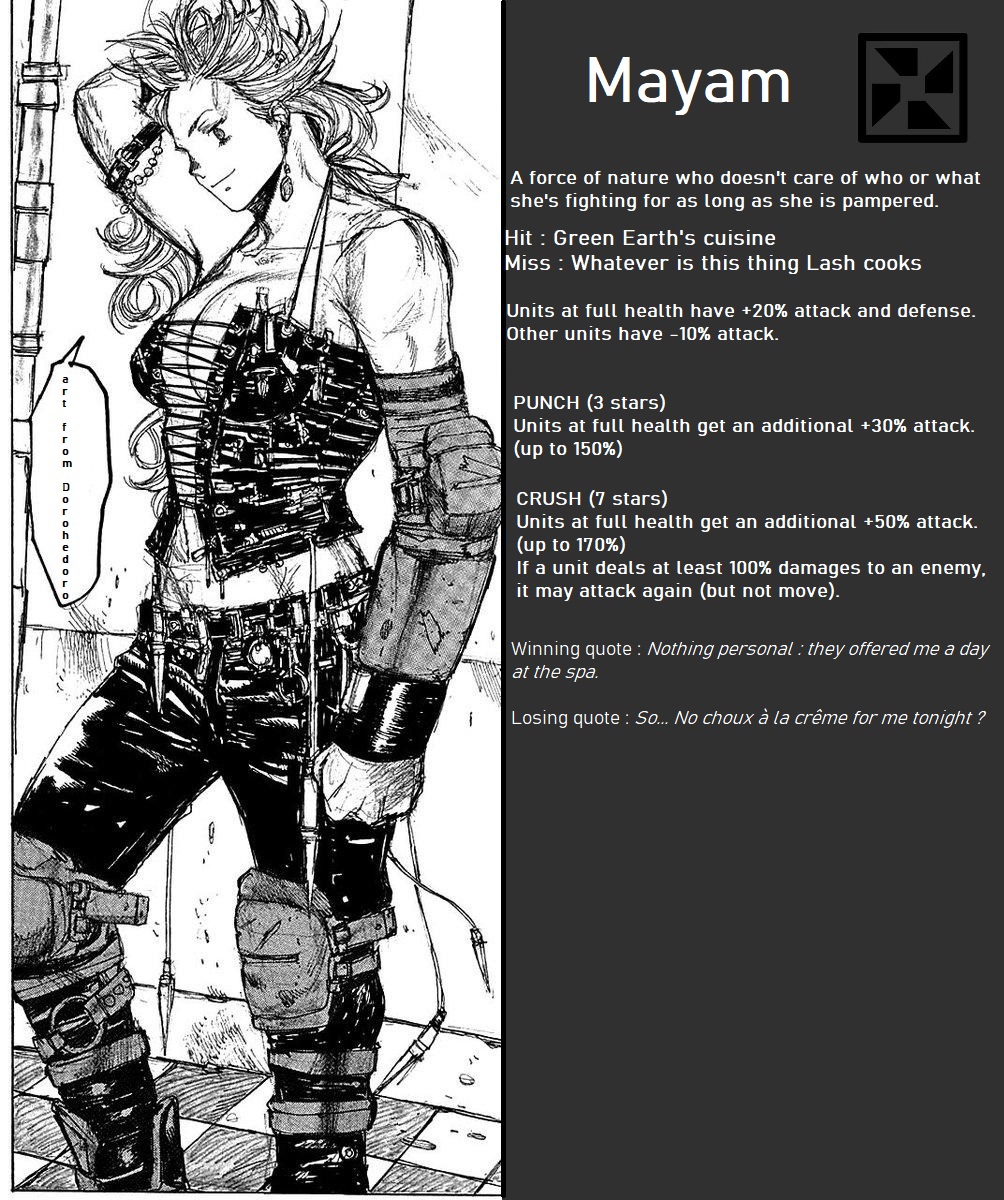 art from Dorohedoro
Mayam
A force of nature who doesn't care of who or what
she's fighting for as long as she is pampered.
Hit : Green Earth's cuisine
Miss : Whatever is this thing Lash cooks
Units at full health have +20% attack and defense.
Other units have -10% attack.
PUNCH (3 stars)
Units at full health get an additional +30% attack.
(up to 150%)
CRUSH (7 stars)
Units at full health get an additional +50% attack.
(up to 170%)
If a unit deals at least 100% damages to an enemy,
it may attack again (but not move).
Winning quote : Nothing personal : they offered me a day
at the spa.
Losing quote : So... No choux à la crême for me tonight ?